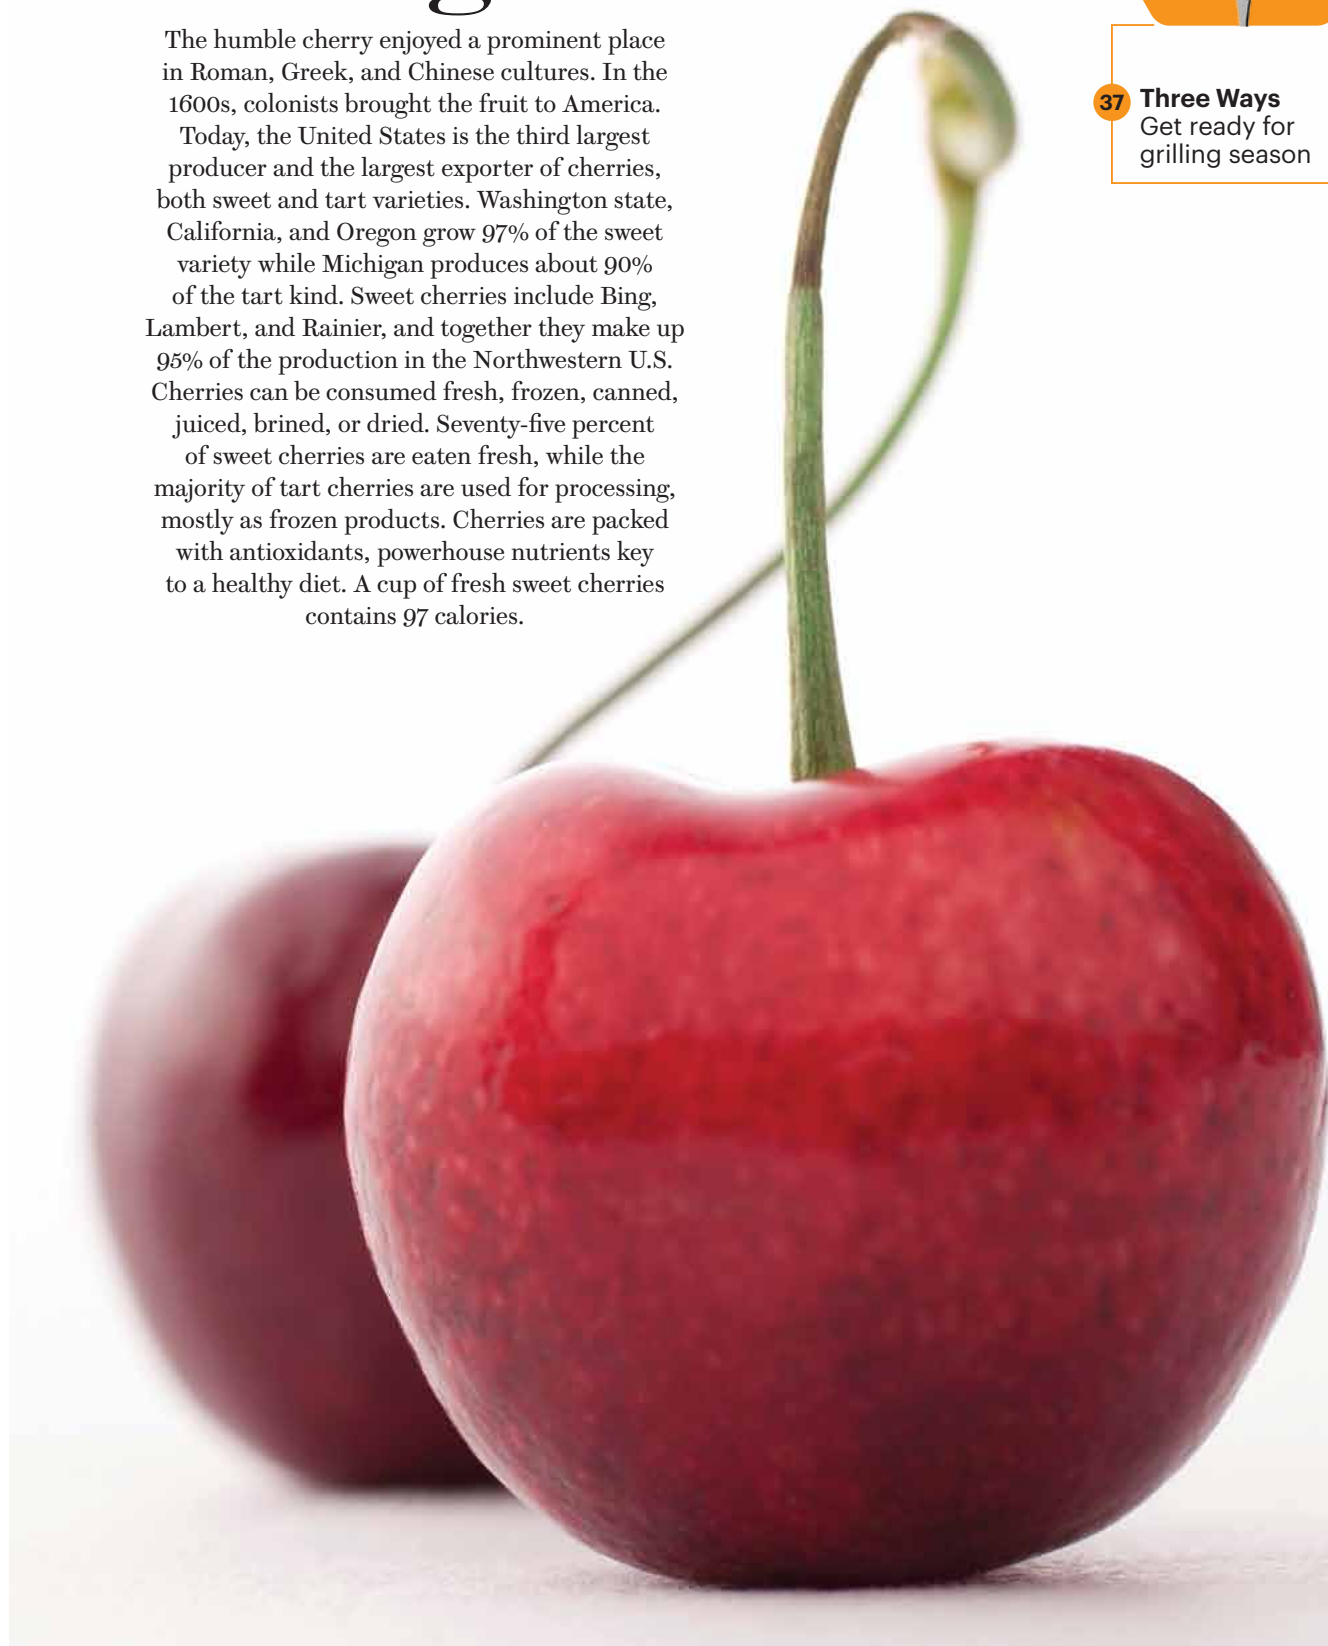 The humble cherry enjoyed a prominent place
in Roman, Greek, and Chinese cultures. In the
1600s, colonists brought the fruit to America.
Today, the United States is the third largest
producer and the largest exporter of cherries,
both sweet and tart varieties. Washington state,
California, and Oregon grow 97% of the sweet
variety while Michigan produces about 90%
of the tart kind. Sweet cherries include Bing,
Lambert, and Rainier, and together they make up
95% of the production in the Northwestern U.S.
Cherries can be consumed fresh, frozen, canned,
juiced, brined, or dried. Seventy-five percent
of sweet cherries are eaten fresh, while the
majority of tart cherries are used for processing,
mostly as frozen products. Cherries are packed
with antioxidants, powerhouse nutrients key
to a healthy diet. A cup of fresh sweet cherries
contains 97 calories.
37 Three Ways
Get ready for
grilling season